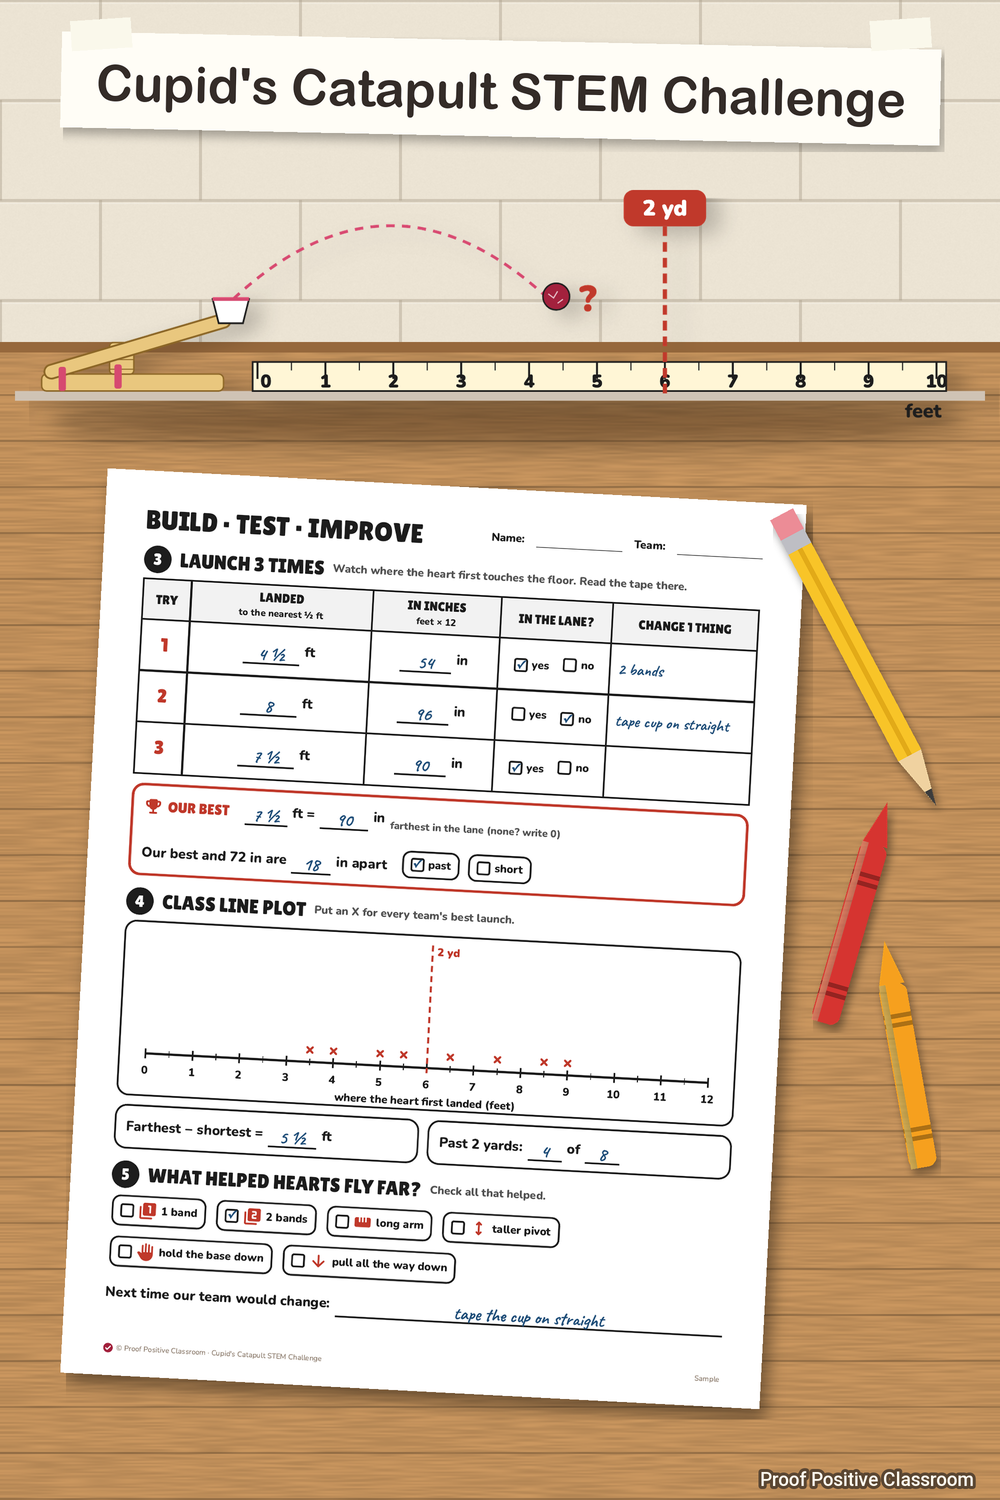 Cupid's Catapult STEM Challenge
2 yd
?
0 1 2 3 4 5 6 7 8 9 10
feet
BUILD · TEST · IMPROVE
Name: Team:
3 LAUNCH 3 TIMES Watch where the heart first touches the floor. Read the tape there.
TRY LANDED to the nearest ½ ft IN INCHES feet × 12 IN THE LANE? CHANGE 1 THING
1 4 ½ ft 54 in yes no 2 bands
2 8 ft 96 in yes no tape cup on straight
3 7 ½ ft 90 in yes no
OUR BEST 7 ½ ft = 90 in farthest in the lane (none? write 0)
Our best and 72 in are 18 in apart past short
4 CLASS LINE PLOT Put an X for every team's best launch.
2 yd
0 1 2 3 4 5 6 7 8 9 10 11 12
where the heart first landed (feet)
Farthest – shortest = 5 ½ ft
Past 2 yards: 4 of 8
5 WHAT HELPED HEARTS FLY FAR? Check all that helped.
1 1 band 2 2 bands long arm taller pivot
hold the base down pull all the way down
Next time our team would change: tape the cup on straight
© Proof Positive Classroom · Cupid's Catapult STEM Challenge
Sample
Proof Positive Classroom